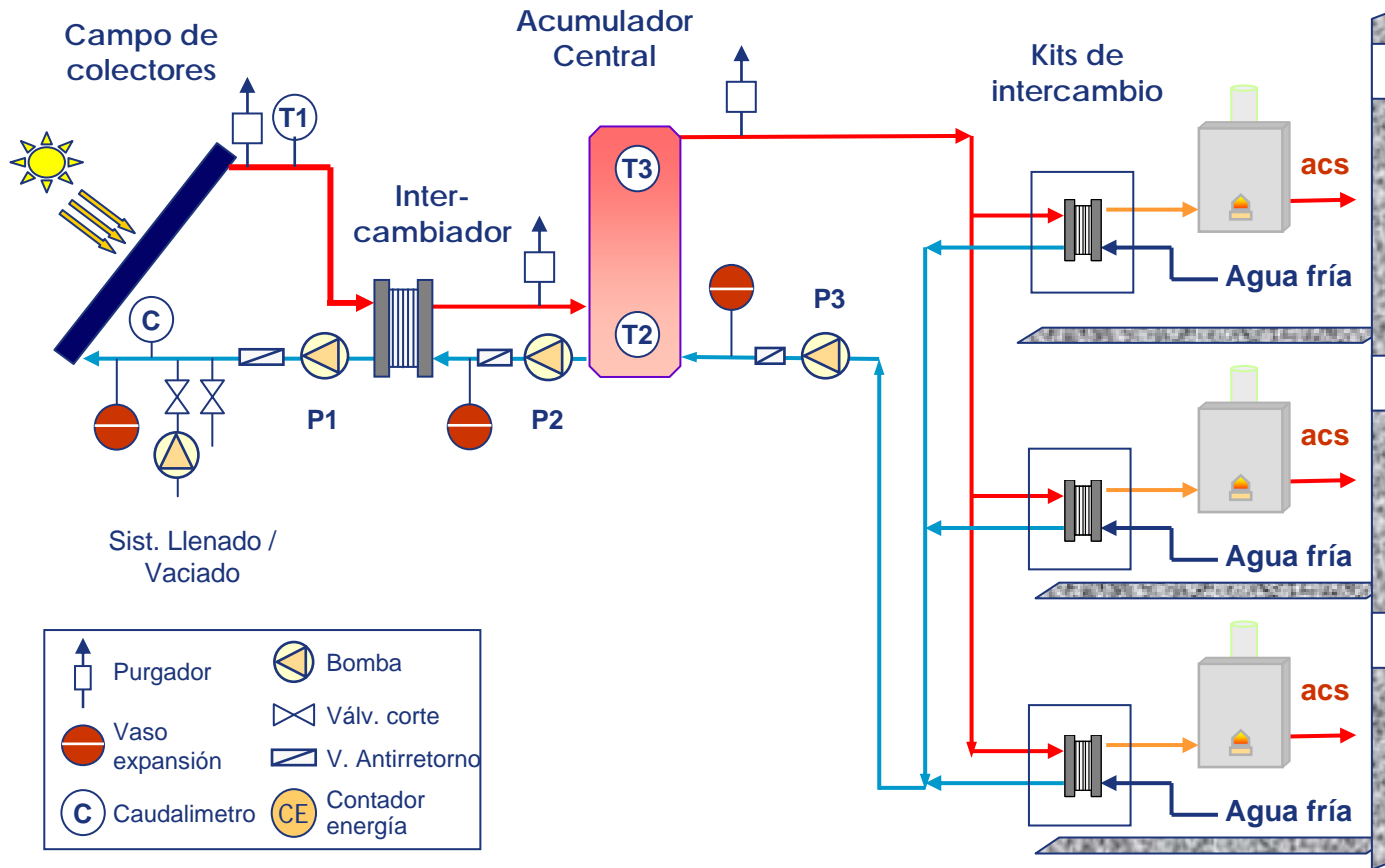 Campo de
colectores
Acumulador
Central
Kits de
intercambio
T1
T3
acs
Inter-
cambiador
Agua fría
C
P3
T2
P1
P2
acs
Sist. Llenado /
Vaciado
Agua fría
Purgador
Bomba
acs
Válv. corte
Vaso
expansión
V. Antirretorno
C
Caudalimetro
CE
Contador
energía
Agua fría